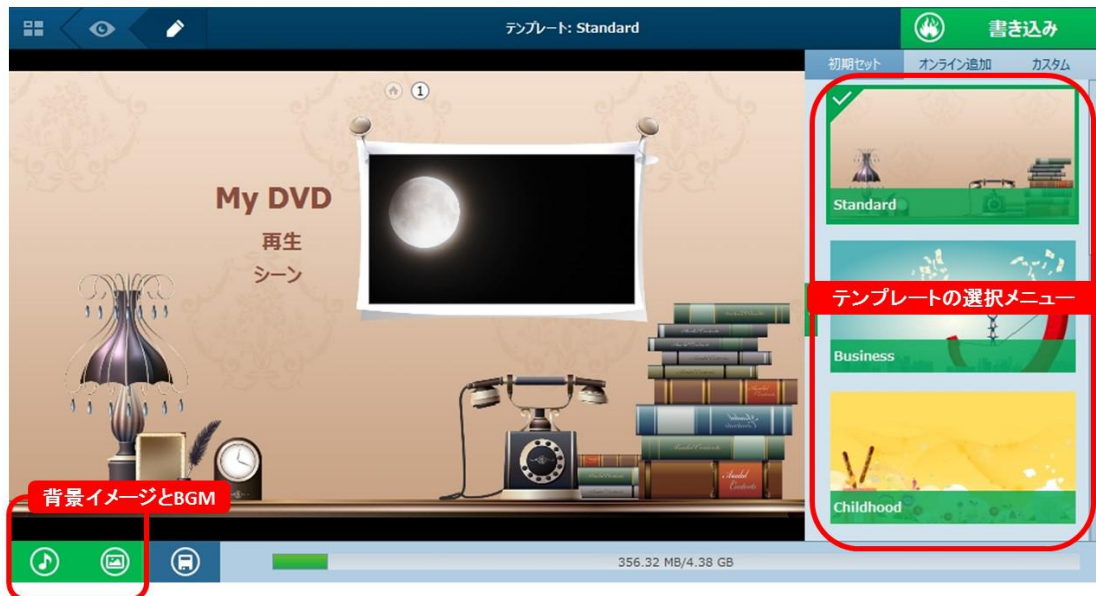 テンプレート: Standard
書き込み
初期セット
オンライン追加
カスタム
1
My DVD
再生
シーン
Standard
テンプレートの選択メニュー
Business
Childhood
背景イメージとBGM
356.32 MB/4.38 GB